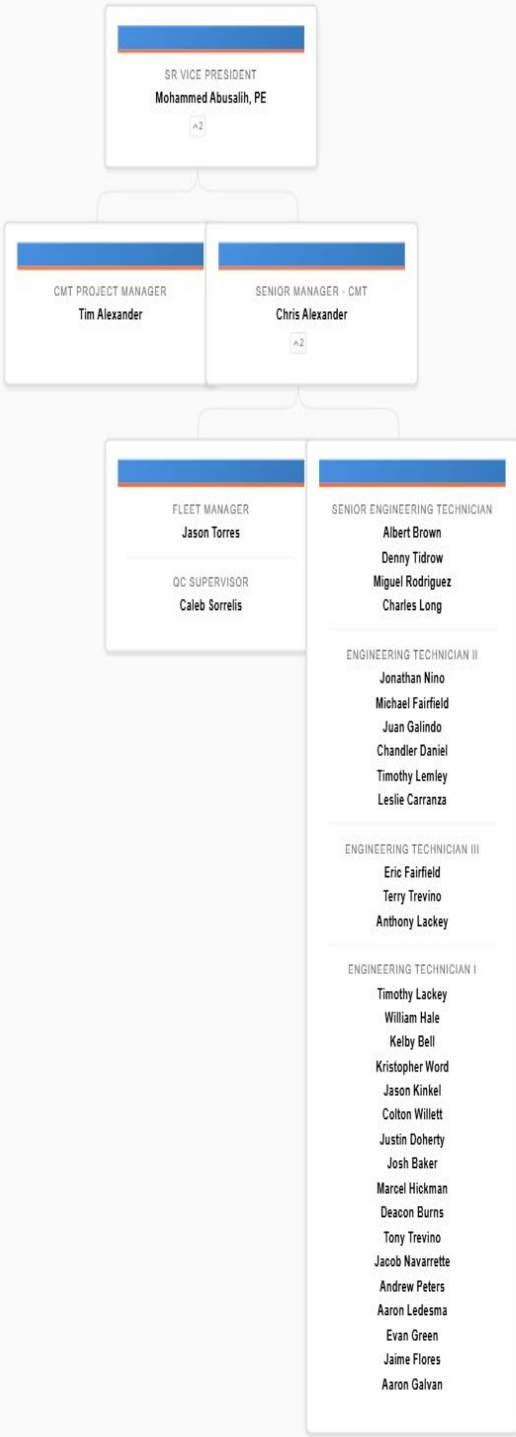 SR VICE PRESIDENT
Mohammed Abusalih, PE
^2
CMT PROJECT MANAGER
Tim Alexander
SENIOR MANAGER - CMT
Chris Alexander
^2
FLEET MANAGER
Jason Torres
QC SUPERVISOR
Caleb Sorrelis
SENIOR ENGINEERING TECHNICIAN
Albert Brown
Denny Tidrow
Miguel Rodriguez
Charles Long
ENGINEERING TECHNICIAN II
Jonathan Nino
Michael Fairfield
Juan Galindo
Chandler Daniel
Timothy Lemley
Leslie Carranza
ENGINEERING TECHNICIAN III
Eric Fairfield
Terry Trevino
Anthony Lackey
ENGINEERING TECHNICIAN I
Timothy Lackey
William Hale
Kelby Bell
Kristopher Word
Jason Kinkel
Colton Willett
Justin Doherty
Josh Baker
Marcel Hickman
Deacon Burns
Tony Trevino
Jacob Navarrette
Andrew Peters
Aaron Ledesma
Evan Green
Jaime Flores
Aaron Galvan